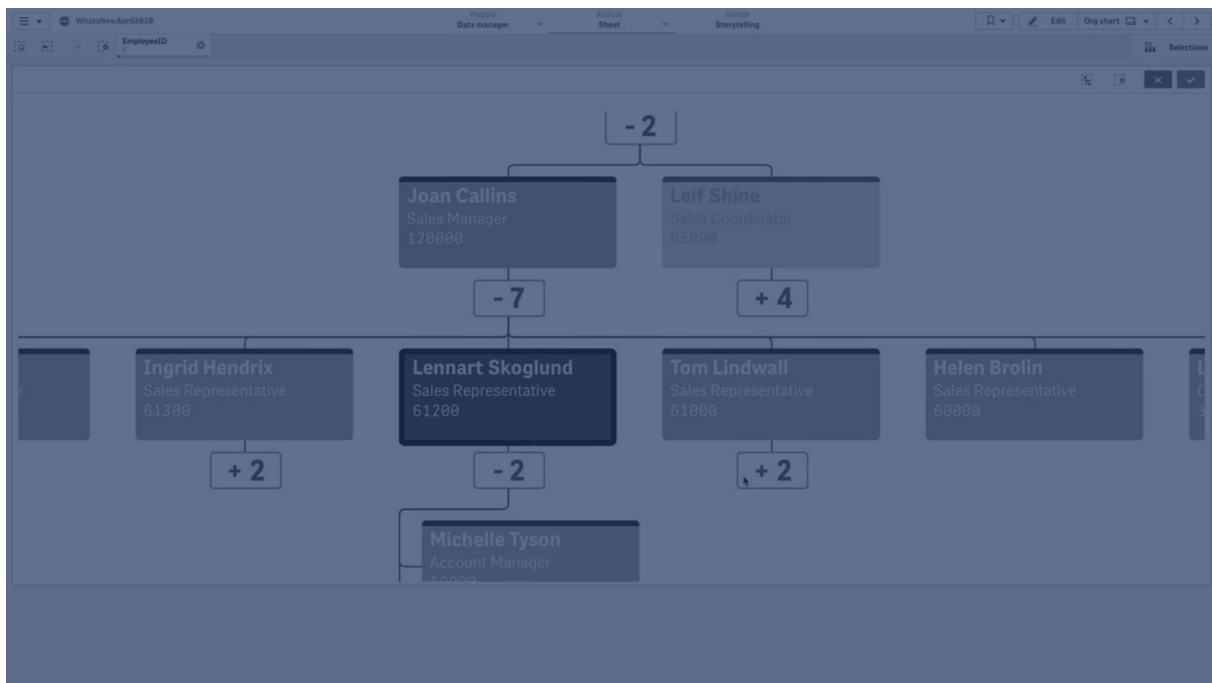 WhatsNewApril2020
Prepare
Data manager
Analyze
Sheet
Narrate
Storytelling
Edit
Org chart
EmployeeID
Selections
- 2
Joan Callins
Sales Manager
120000
Leif Shine
Sales Coordinator
65000
- 7
+ 4
Ingrid Hendrix
Sales Representative
61300
Lennart Skoglund
Sales Representative
61200
Tom Lindwall
Sales Representative
61000
Helen Brolin
Sales Representative
60000
+ 2
- 2
+ 2
Michelle Tyson
Account Manager